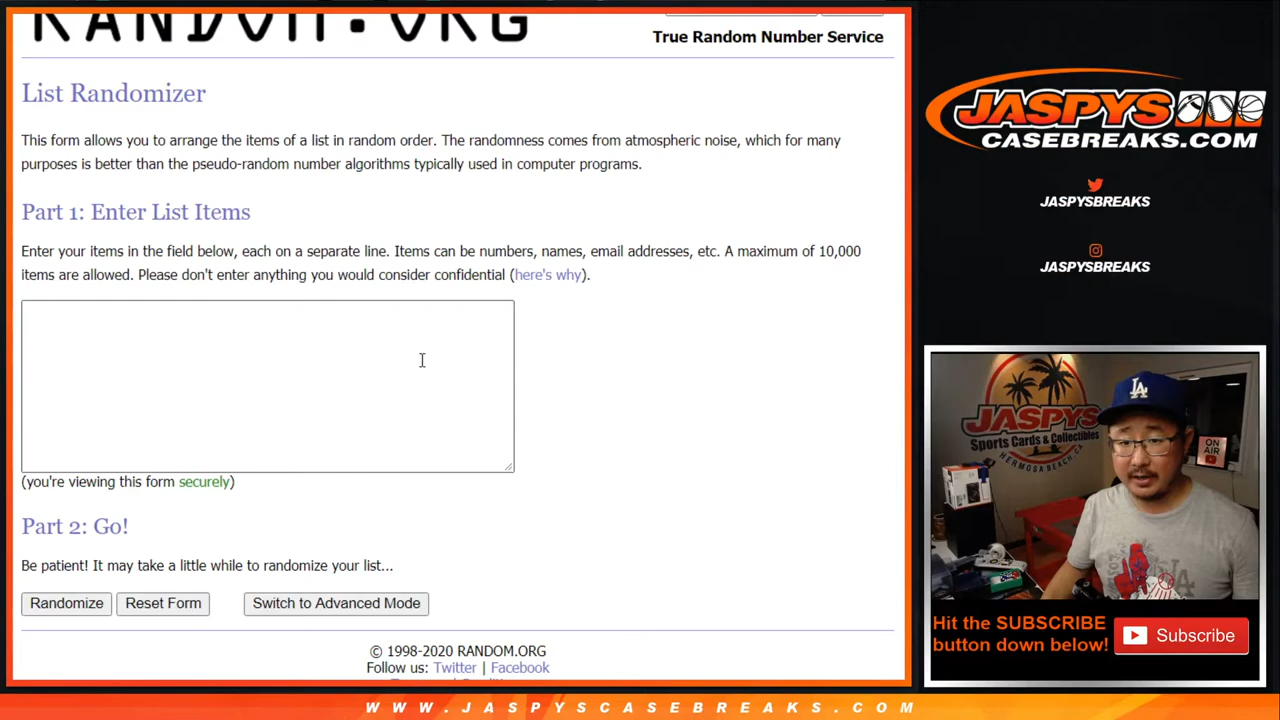 RANDOM.ORG
True Random Number Service
List Randomizer
This form allows you to arrange the items of a list in random order. The randomness comes from atmospheric noise, which for many
purposes is better than the pseudo-random number algorithms typically used in computer programs.
Part 1: Enter List Items
Enter your items in the field below, each on a separate line. Items can be numbers, names, email addresses, etc. A maximum of 10,000
items are allowed. Please don't enter anything you would consider confidential (here's why).
(you're viewing this form securely)
Part 2: Go!
Be patient! It may take a little while to randomize your list...
Randomize
Reset Form
Switch to Advanced Mode
© 1998-2020 RANDOM.ORG
Follow us: Twitter | Facebook
JASPYS
CASEBREAKS.COM
JASPYSBREAKS
JASPYSBREAKS
JASPYS
Sports Cards & Collectibles
HERMOSA BEACH, CA
LA
ON
AIR
Hit the SUBSCRIBE
button down below!
Subscribe
WWW.JASPYSCASEBREAKS.COM